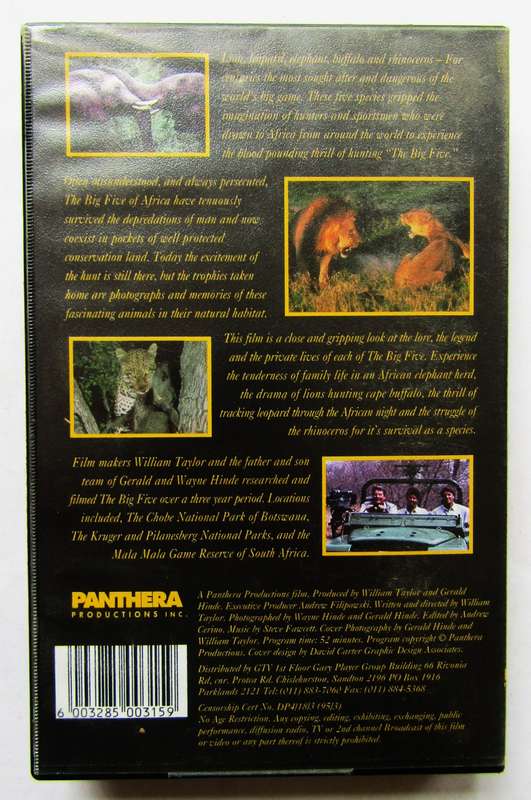 Lion, leopard, elephant, buffalo and rhinoceros – For
centuries the most sought after and dangerous of the
world's big game. These five species gripped the
imagination of hunters and sportsmen who were
drawn to Africa from around the world to experience
the blood pounding thrill of hunting "The Big Five."
Often misunderstood, and always persecuted,
The Big Five of Africa have tenuously
survived the depredations of man and now
coexist in pockets of well protected
conservation land. Today the excitement of
the hunt is still there, but the trophies taken
home are photographs and memories of these
fascinating animals in their natural habitat.
This film is a close and gripping look at the lore, the legend
and the private lives of each of The Big Five. Experience
the tenderness of family life in an African elephant herd,
the drama of lions hunting cape buffalo, the thrill of
tracking leopard through the African night and the struggle of
the rhinoceros for it's survival as a species.
Film makers William Taylor and the father and son
team of Gerald and Wayne Hinde researched and
filmed The Big Five over a three year period. Locations
included, The Chobe National Park of Botswana,
The Kruger and Pilanesberg National Parks, and the
Mala Mala Game Reserve of South Africa.
PANTHERA
PRODUCTIONS INC.
A Panthera Productions film. Produced by William Taylor and Gerald
Hinde. Executive Producer Andrew Filipowski. Written and directed by William
Taylor. Photographed by Wayne Hinde and Gerald Hinde. Edited by Andrew
Cerino. Music by Steve Fawcett. Cover Photography by Gerald Hinde and
William Taylor. Program time: 52 minutes. Program copyright © Panthera
Productions. Cover design by David Carter Graphic Design Associates.
Distributed by GTV 1st Floor Gary Player Group Building 66 Rivonia
Rd, cnr. Protea Rd. Chislehurston, Sandton 2196 PO Box 916
Parklands 2121 Tel:(011) 883-7060 Fax:(011) 884-5368
Censorship Cert No.
No Age Restriction. Any copying, editing, exhibiting, exchanging, public
performance, diffusion radio, TV or 2nd channel Broadcast of this film
or video or any part thereof is strictly prohibited.
6 003285 003159